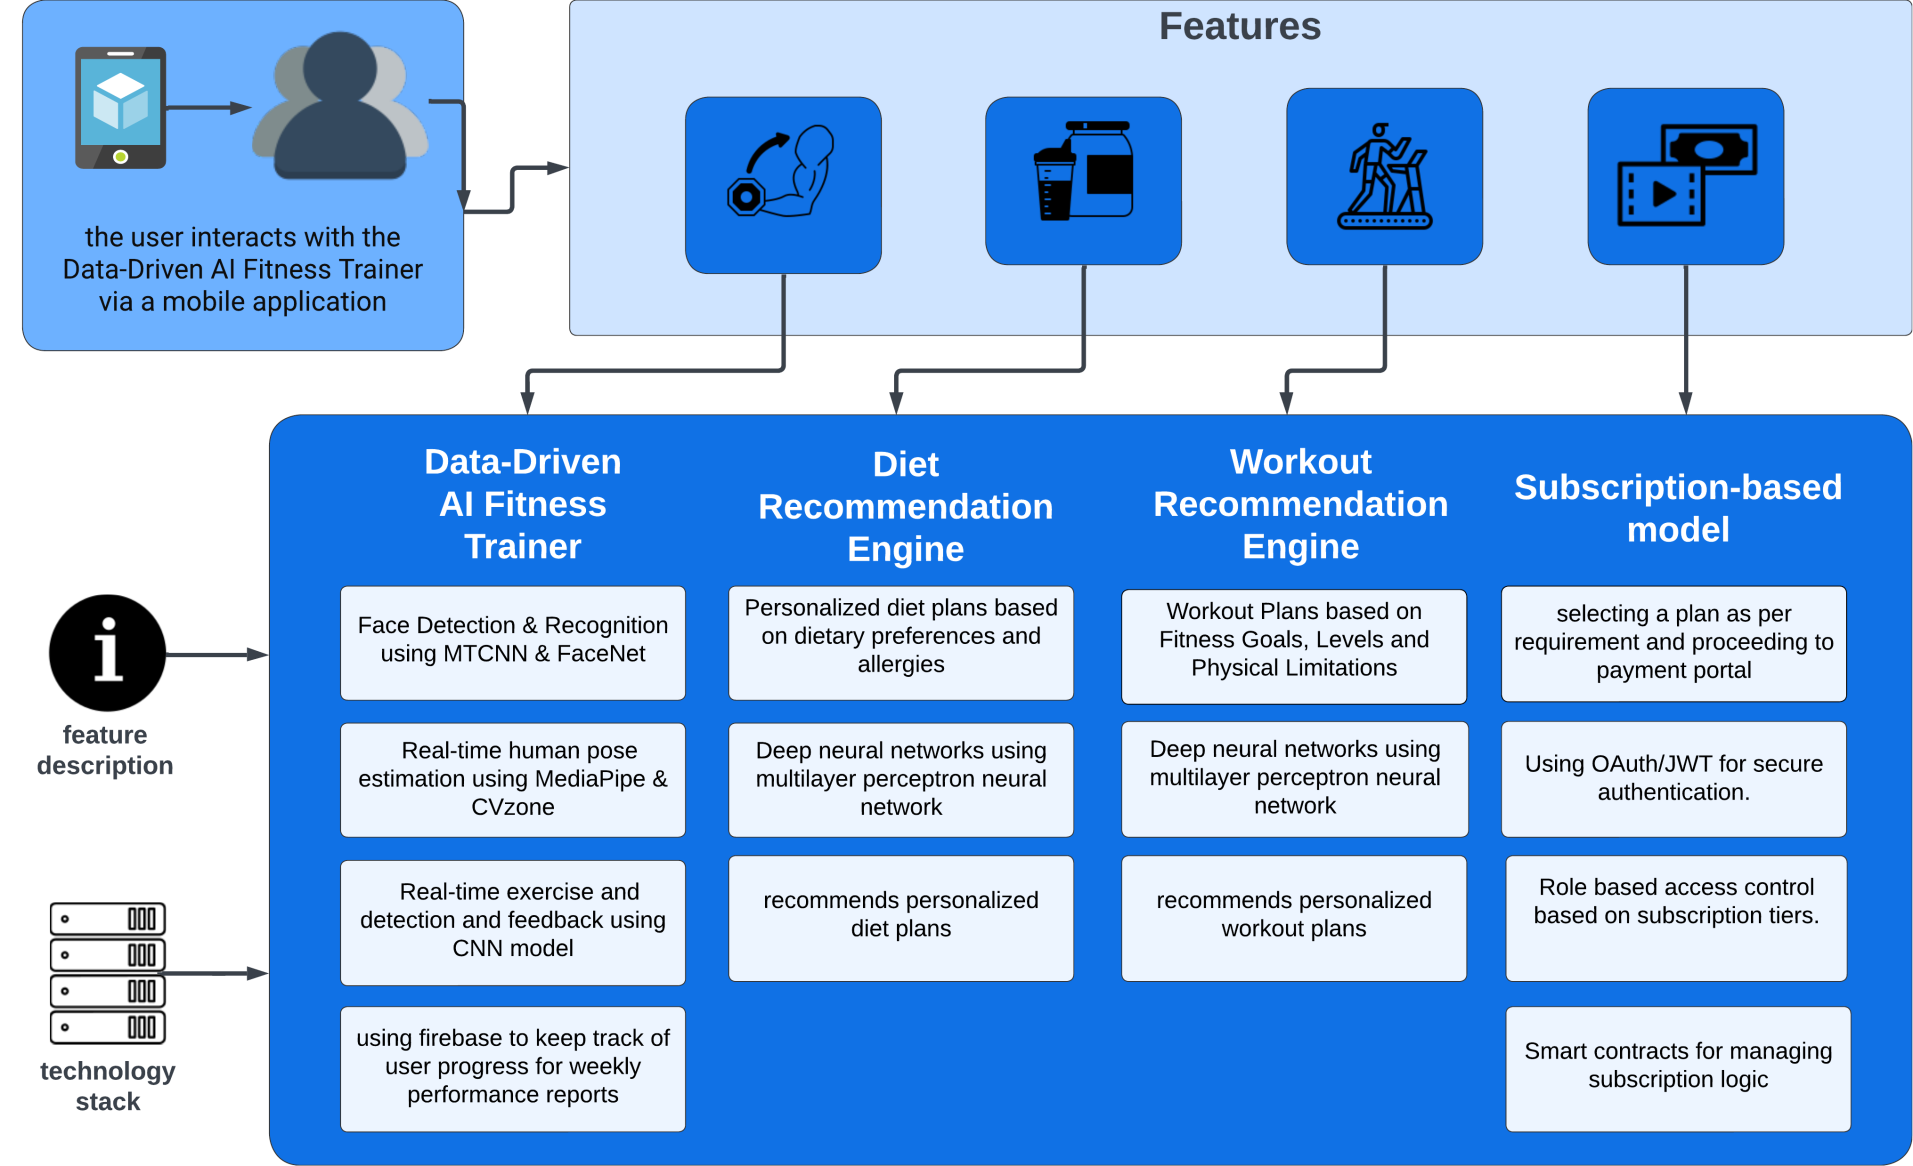 Features
the user interacts with the
Data-Driven AI Fitness Trainer
via a mobile application
Data-Driven
AI Fitness
Trainer
Face Detection & Recognition
using MTCNN & FaceNet
Real-time human pose
estimation using MediaPipe &
CVzone
Real-time exercise and
detection and feedback using
CNN model
using firebase to keep track of
user progress for weekly
performance reports
Diet
Recommendation
Engine
Personalized diet plans based
on dietary preferences and
allergies
Deep neural networks using
multilayer perceptron neural
network
recommends personalized
diet plans
Workout
Recommendation
Engine
Workout Plans based on
Fitness Goals, Levels and
Physical Limitations
Deep neural networks using
multilayer perceptron neural
network
recommends personalized
workout plans
Subscription-based
model
selecting a plan as per
requirement and proceeding to
payment portal
Using OAuth/JWT for secure
authentication.
Role based access control
based on subscription tiers.
Smart contracts for managing
subscription logic
feature
description
technology
stack